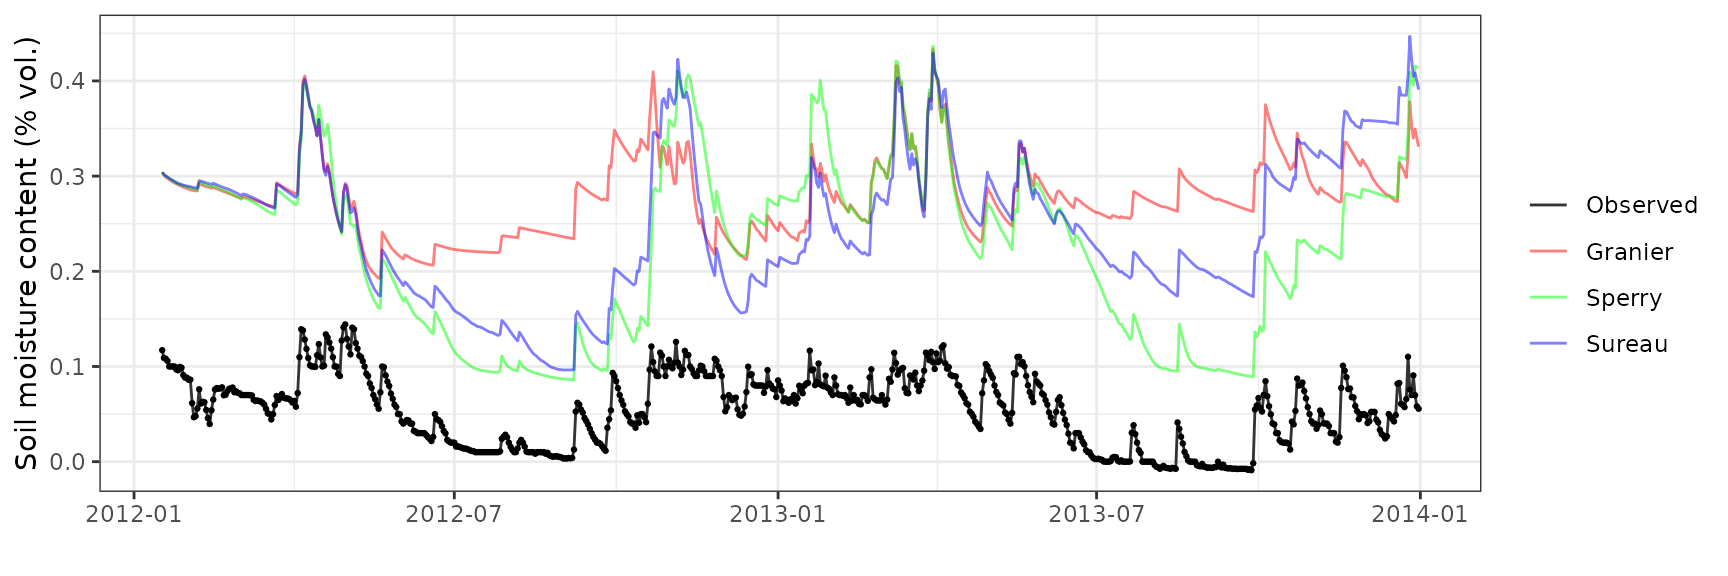 Soil moisture content (% vol.)
0.4
0.3
0.2
0.1
0.0
2012-01 2012-07 2013-01 2013-07 2014-01
Observed
Granier
Sperry
Sureau